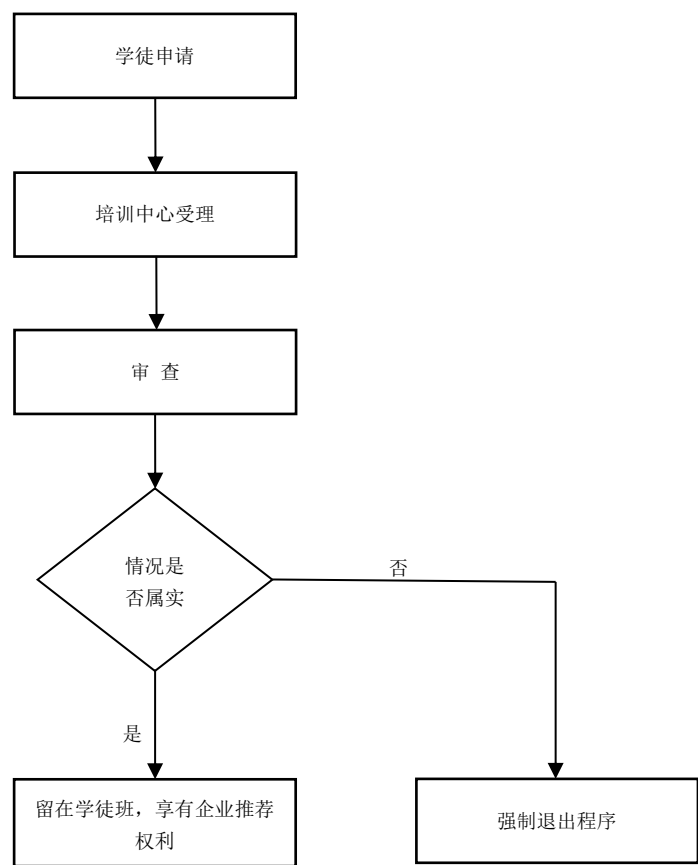 学徒申请
培训中心受理
审 查
情况是
否属实
否
是
留在学徒班，享有企业推荐
权利
强制退出程序